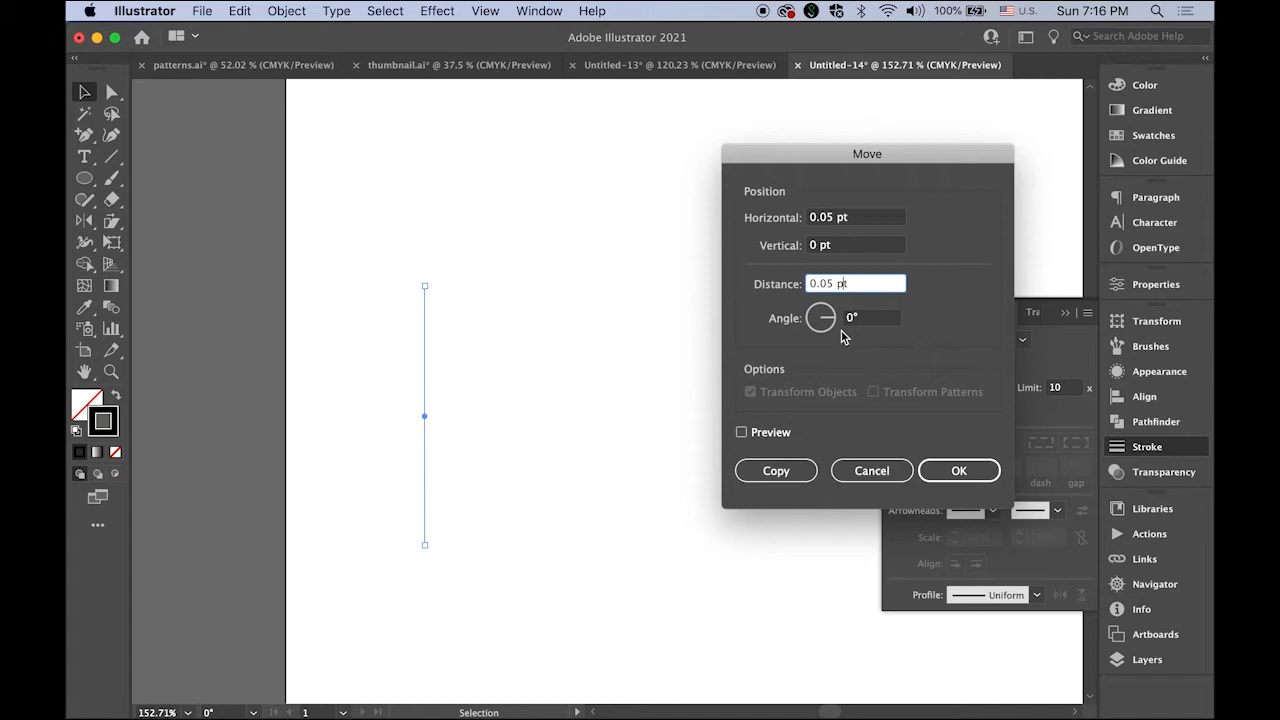 Illustrator File Edit Object Type Select Effect View Window Help 100% U.S. Sun 7:16 PM
Adobe Illustrator 2021
Search Adobe Help
× patterns.ai* @ 52.02 % (CMYK/Preview) × thumbnail.ai* @ 37.5 % (CMYK/Preview) × Untitled-13* @ 120.23 % (CMYK/Preview) × Untitled-14* @ 152.71 % (CMYK/Preview)
Color
Gradient
Swatches
Color Guide
Paragraph
Character
OpenType
Properties
Transform
Brushes
Appearance
Align
Pathfinder
Stroke
Transparency
Libraries
Actions
Links
Navigator
Info
Artboards
Layers
Move
Position
Horizontal: 0.05 pt
Vertical: 0 pt
Distance: 0.05 pt
Angle: 0°
Options
Transform Objects Transform Patterns
Preview
Copy Cancel OK
Tra
Limit: 10 x
dash gap
Arrowheads:
Scale:
Align:
Profile: Uniform
152.71% 0° 1 Selection